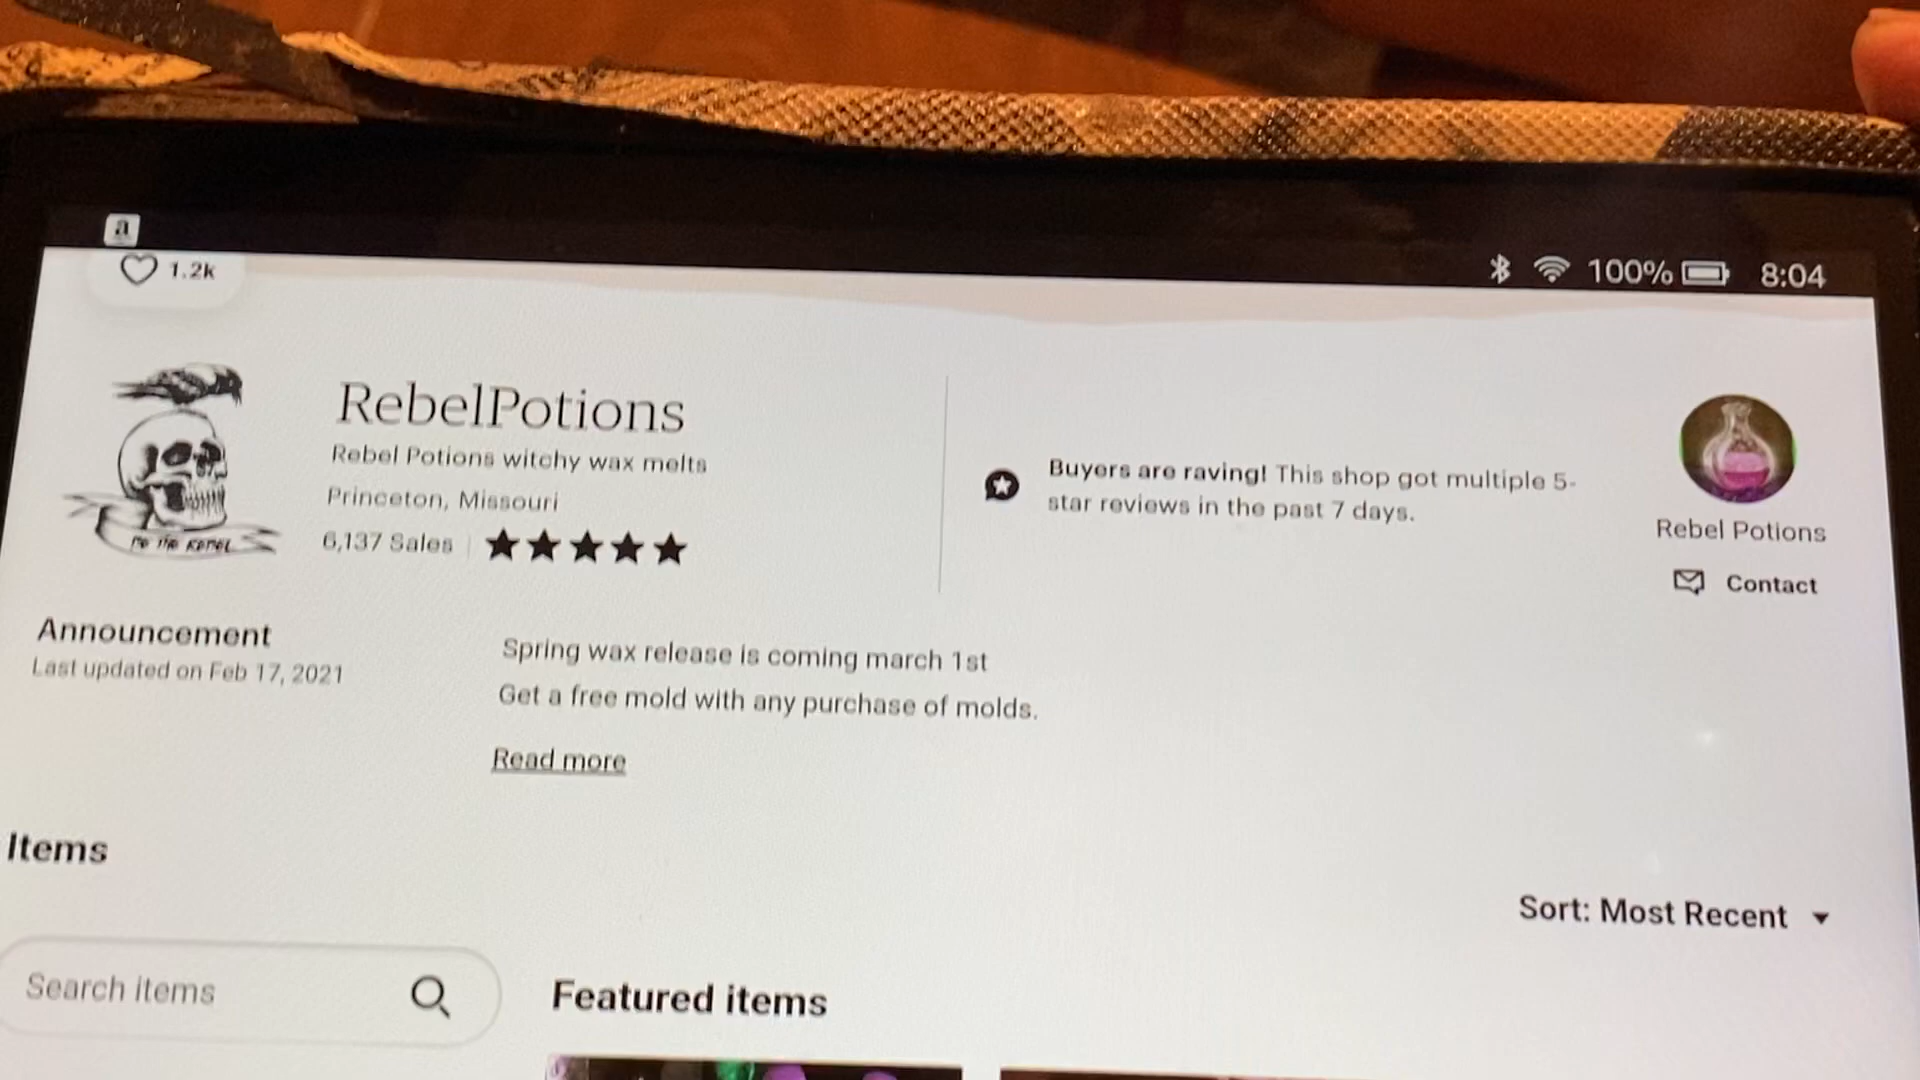 a
1.2k
100% 8:04
RebelPotions
Rebel Potions witchy wax melts
Princeton, Missouri
6,137 Sales
Buyers are raving! This shop got multiple 5-
star reviews in the past 7 days.
Rebel Potions
Contact
Announcement
Last updated on Feb 17, 2021
Spring wax release is coming march 1st
Get a free mold with any purchase of molds.
Read more
Items
Sort: Most Recent
Search items
Featured items